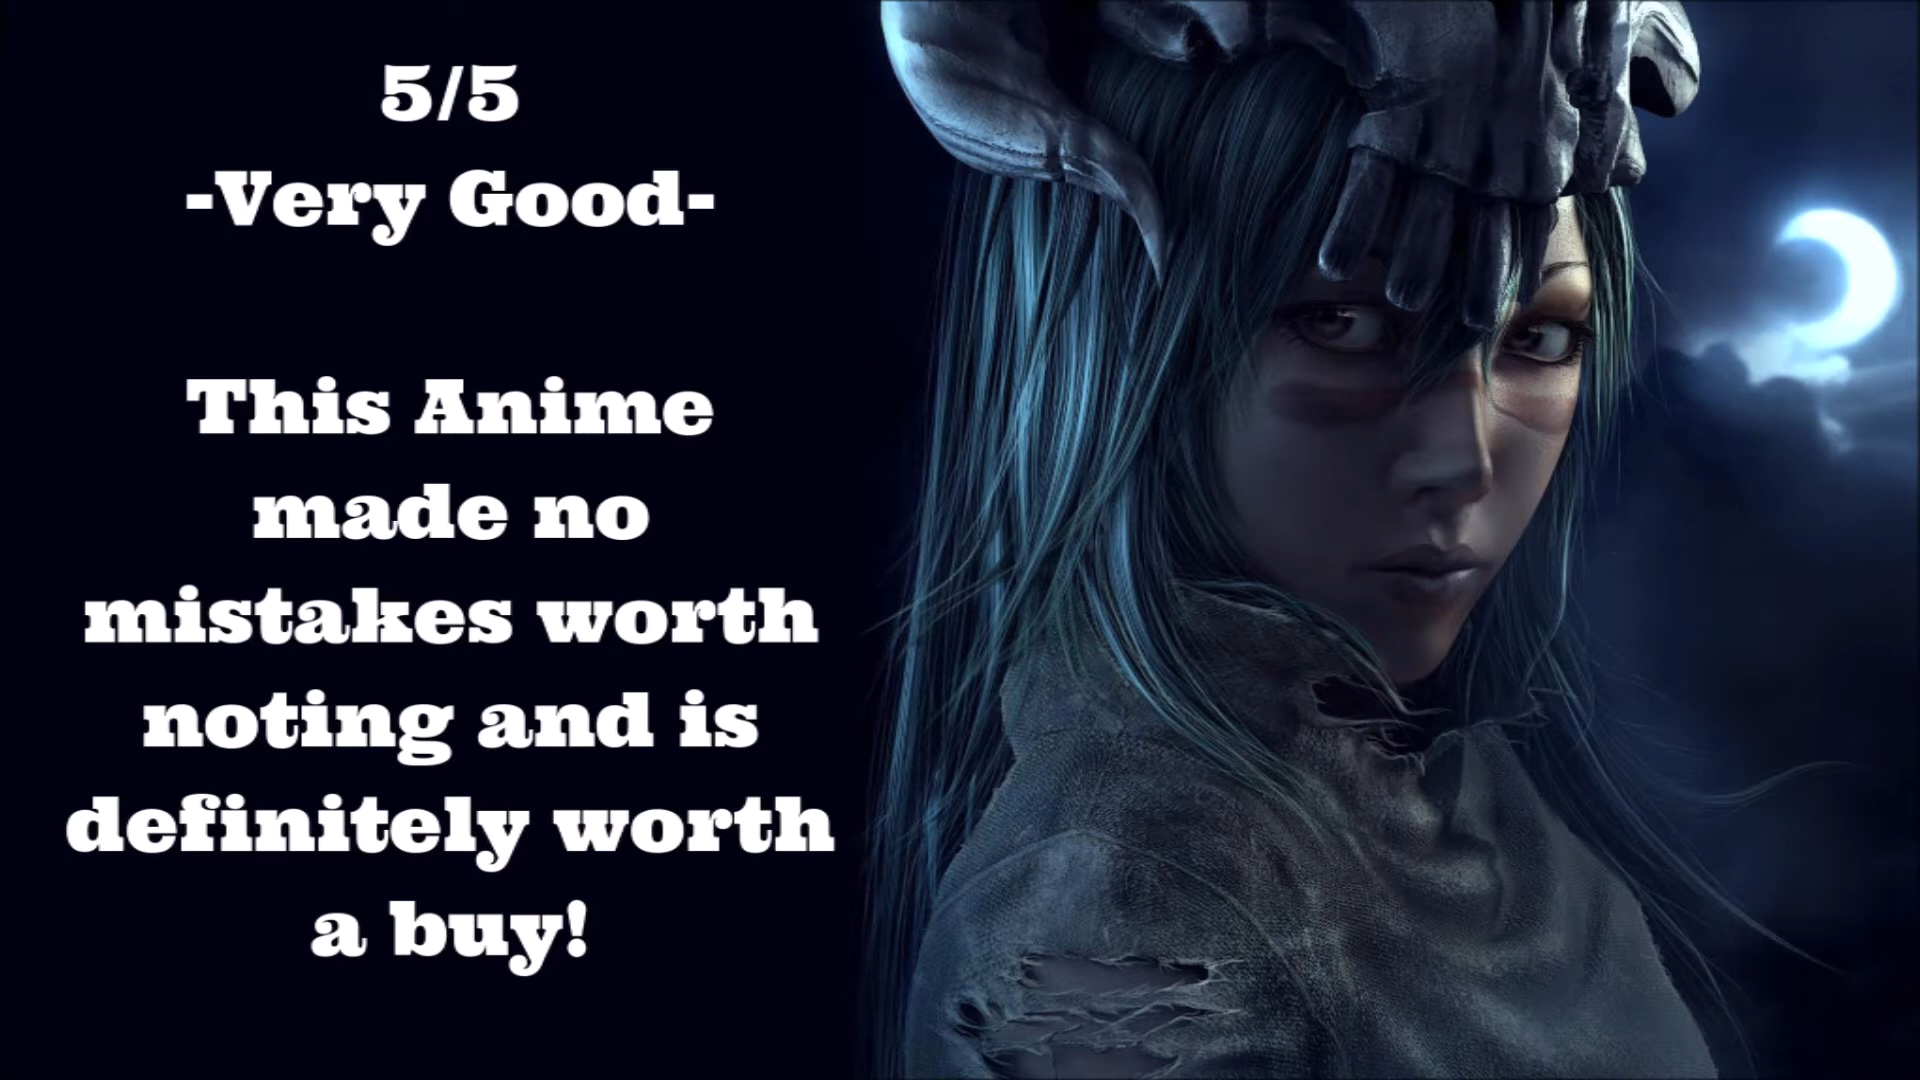 5/5
-Very Good-
This Anime
made no
mistakes worth
noting and is
definitely worth
a buy!